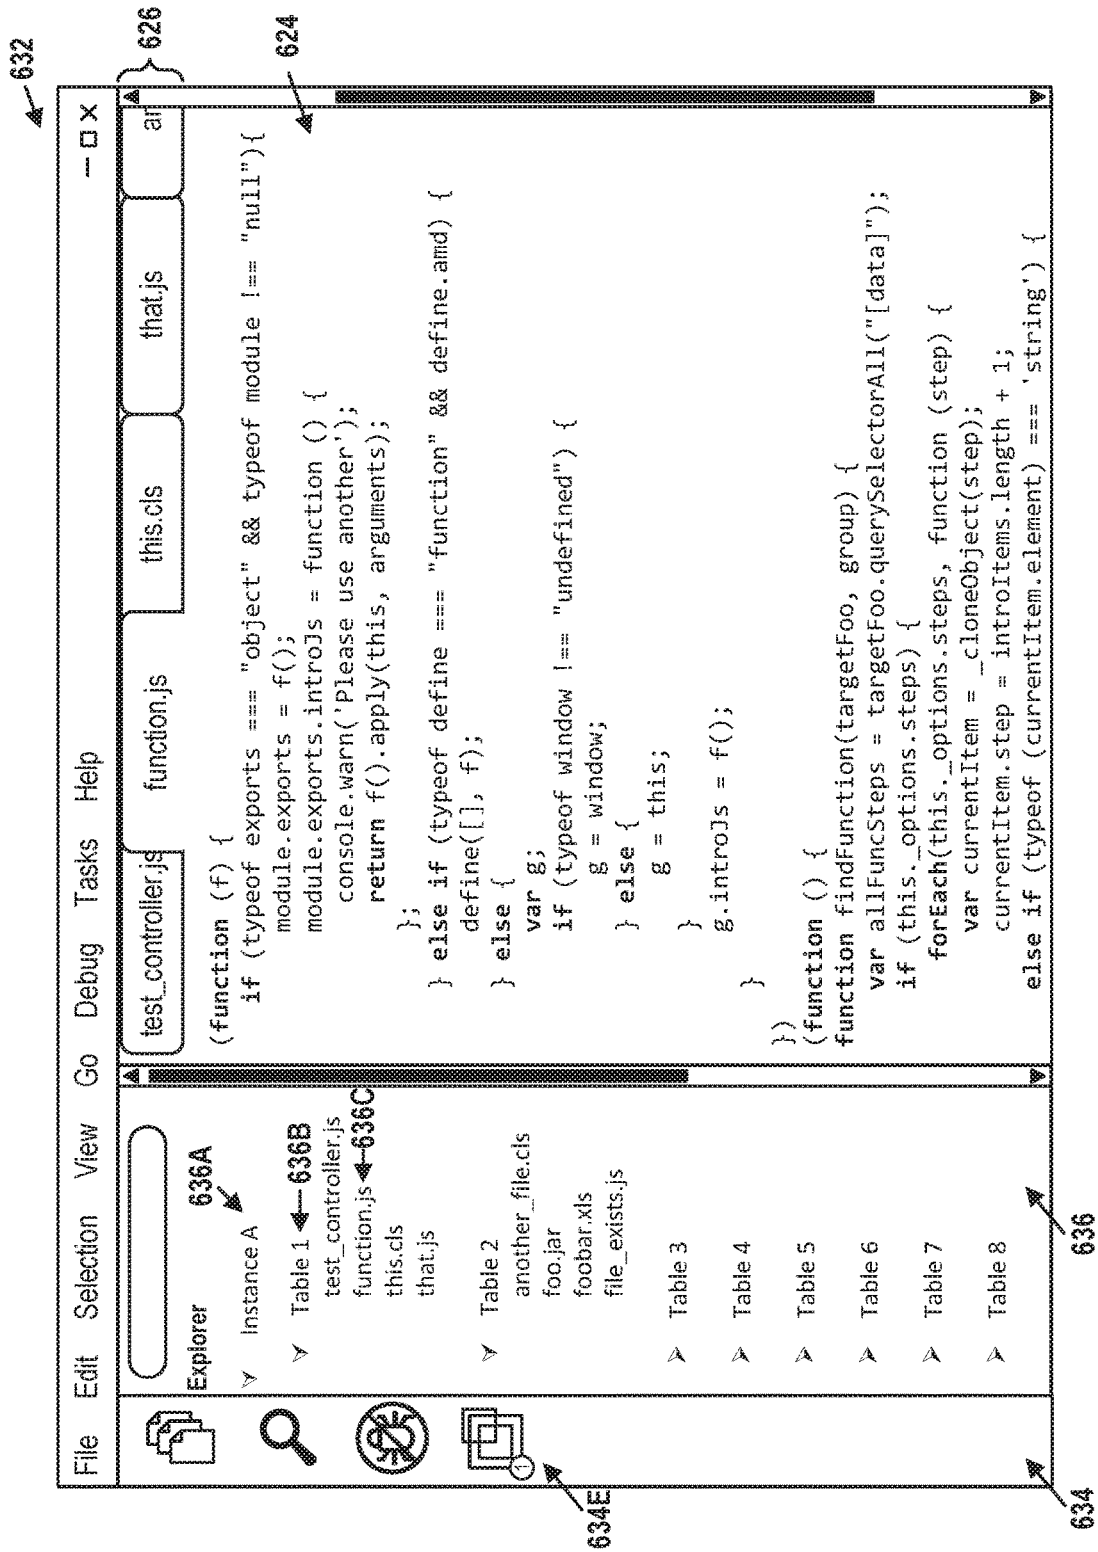 632
File Edit Selection View Go Debug Tasks Help
626
test_controller.js function.js this.cls that.js ar
624
Explorer
636A
Instance A
Table 1 636B
test_controller.js
function.js 636C
this.cls
that.js
Table 2
another_file.cls
foo.jar
foobar.xls
file_exists.js
Table 3
Table 4
Table 5
Table 6
Table 7
Table 8
1
634E
634
636
(function (f) {
if (typeof exports === "object" && typeof module !== "null"){
module.exports = f();
module.exports.introJs = function () {
console.warn('Please use another');
return f().apply(this, arguments);
};
} else if (typeof define === "function" && define.amd) {
define([], f);
} else {
var g;
if (typeof window !== "undefined") {
g = window;
} else {
g = this;
}
g.introJs = f();
}
})
(function () {
function findFunction(targetFoo, group) {
var allFuncSteps = targetFoo.querySelectorAll("[data]");
if (this._options.steps) {
forEach(this._options.steps, function (step) {
var currentItem = _cloneObject(step);
currentItem.step = introItems.length + 1;
else if (typeof (currentItem.element) === 'string') {